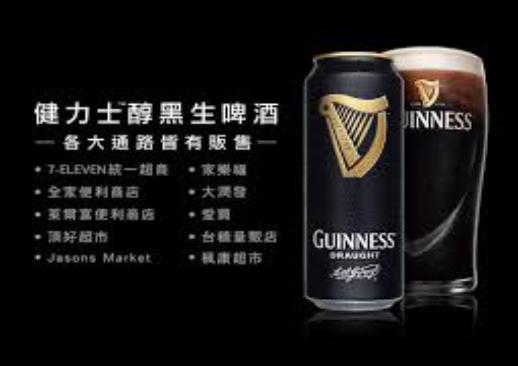 健力士™醇黑生啤酒
各大通路皆有販售
• 7-ELEVEN統一超商
• 全家便利商店
• 萊爾富便利商店
• 頂好超市
• Jasons Market
• 家樂福
• 大潤發
• 愛買
• 台糖量販店
• 楓康超市
GUINNESS
DRAUGHT
GUINNESS